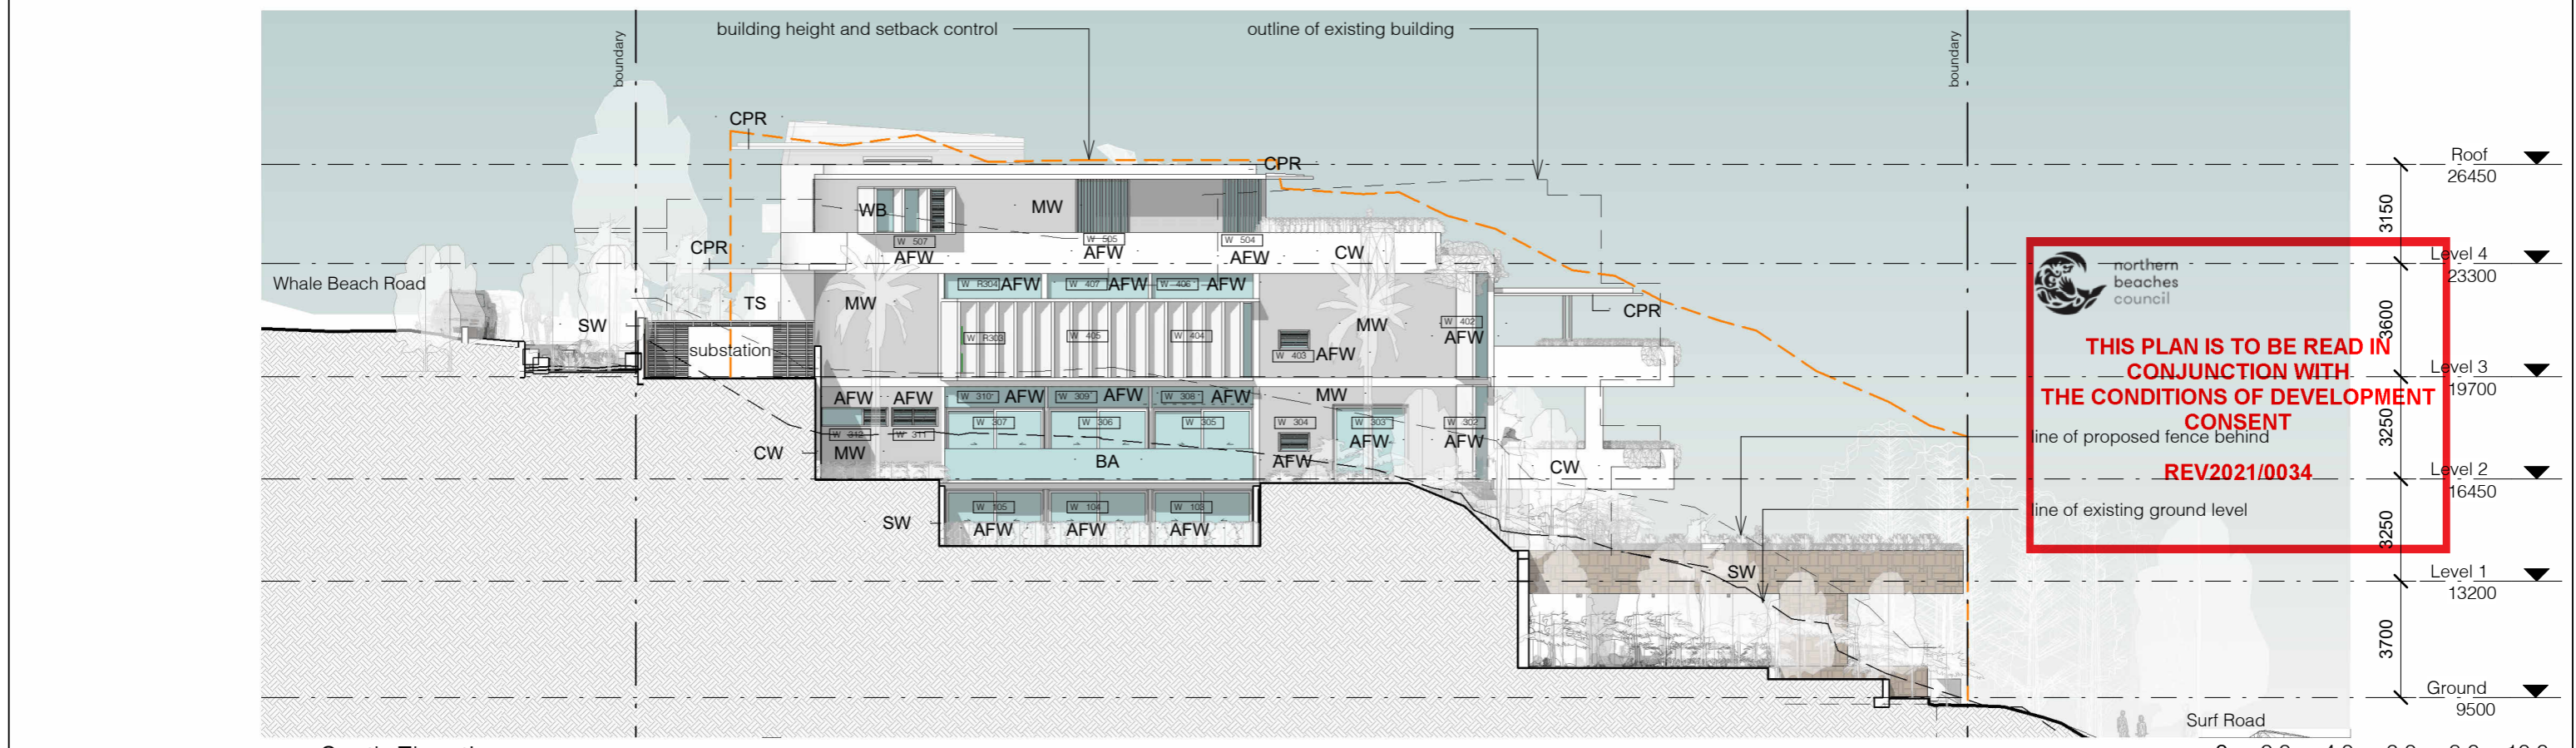 building height and setback control
outline of existing building
boundary
boundary
CPR
CPR
Roof
26450
3150
WB
MW
W 507
W 505
W 504
AFW
AFW
AFW
CW
CPR
Level 4
23300
northern
beaches
council
Whale Beach Road
W R304
AFW
W 407
AFW
W 406
AFW
TS
MW
MW
CPR
3600
SW
W R303
W 405
W 404
W 402
AFW
W 403
AFW
substation
THIS PLAN IS TO BE READ IN
CONJUNCTION WITH
THE CONDITIONS OF DEVELOPMENT
CONSENT
REV2021/0034
Level 3
19700
AFW
AFW
W 310
AFW
W 309
AFW
W 308
AFW
MW
W 312
W 311
W 307
W 306
W 305
W 304
W 303
W 302
AFW
AFW
AFW
3250
line of proposed fence behind
CW
MW
BA
CW
Level 2
16450
W 105
W 104
W 103
SW
AFW
AFW
AFW
line of existing ground level
3250
SW
Level 1
13200
3700
Ground
9500
Surf Road